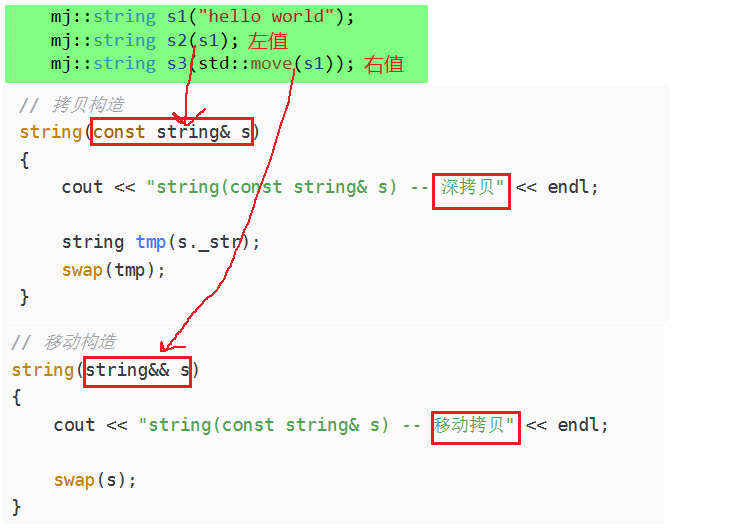 mj::string s1("hello world");
mj::string s2(s1); 左值
mj::string s3(std::move(s1)); 右值
// 拷贝构造
string(const string& s)
{
cout << "string(const string& s) -- 深拷贝" << endl;
string tmp(s._str);
swap(tmp);
}
// 移动构造
string(string&& s)
{
cout << "string(const string& s) -- 移动拷贝" << endl;
swap(s);
}